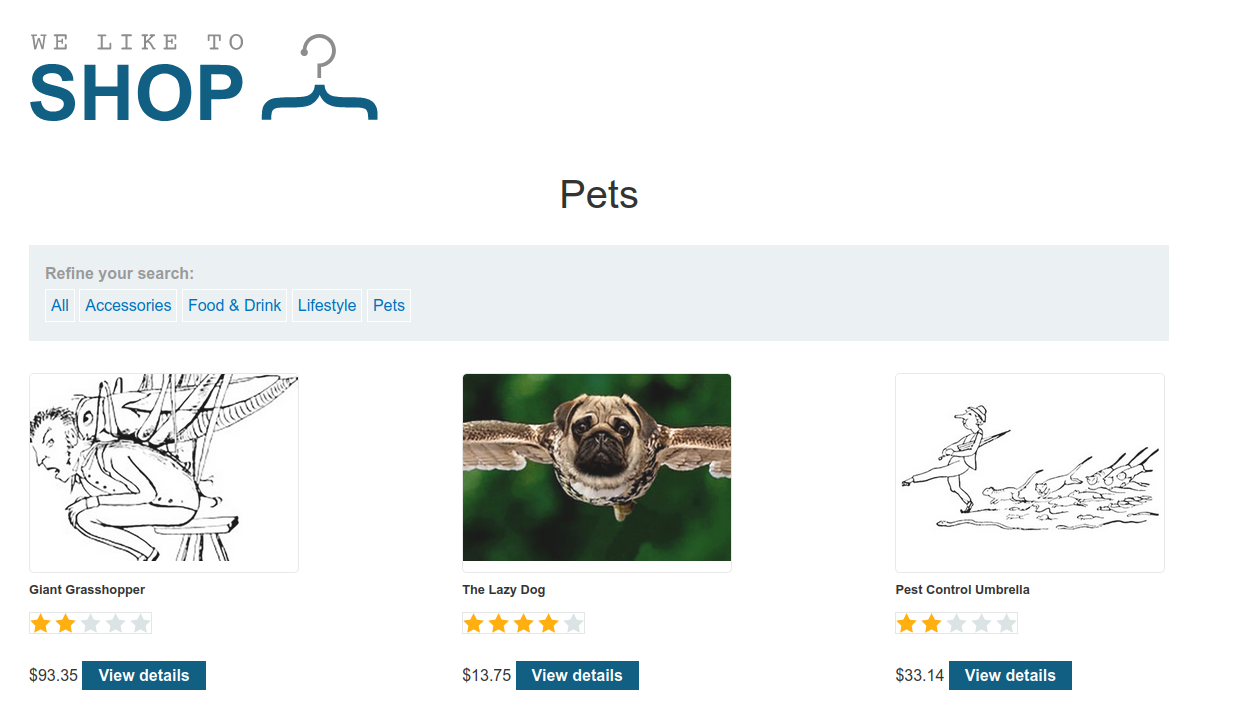 WE LIKE TO
SHOP
Pets
Refine your search:
All Accessories Food & Drink Lifestyle Pets
Giant Grasshopper
The Lazy Dog
Pest Control Umbrella
$93.35 View details
$13.75 View details
$33.14 View details